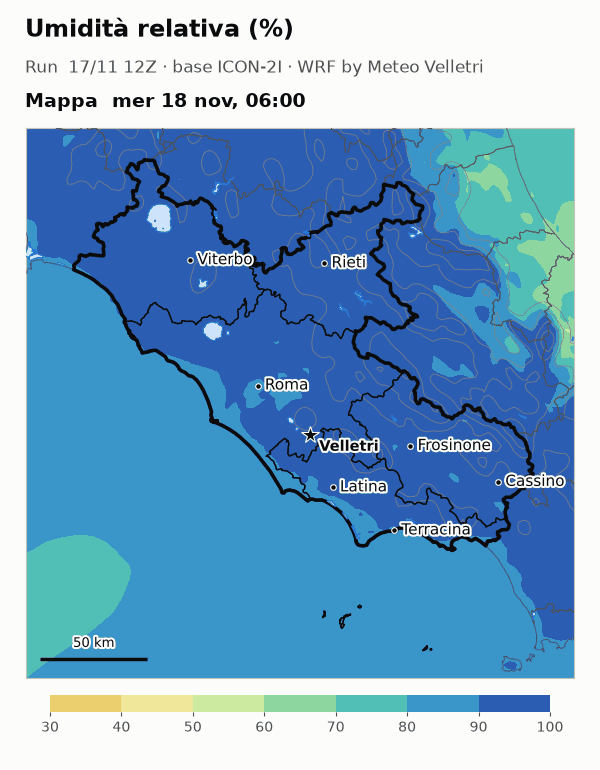 Umidità relativa (%)
Run  17/11 12Z · base ICON-2I · WRF by Meteo Velletri
Mappa  mer 18 nov, 06:00
Viterbo
Rieti
Roma
Velletri
Frosinone
Cassino
Latina
Terracina
50 km
30 40 50 60 70 80 90 100